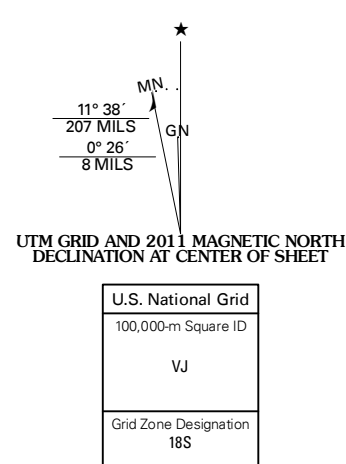 ★
MN
11° 38´
207 MILS
GN
0° 26´
8 MILS
UTM GRID AND 2011 MAGNETIC NORTH
DECLINATION AT CENTER OF SHEET
U.S. National Grid
100,000-m Square ID
VJ
Grid Zone Designation
18S